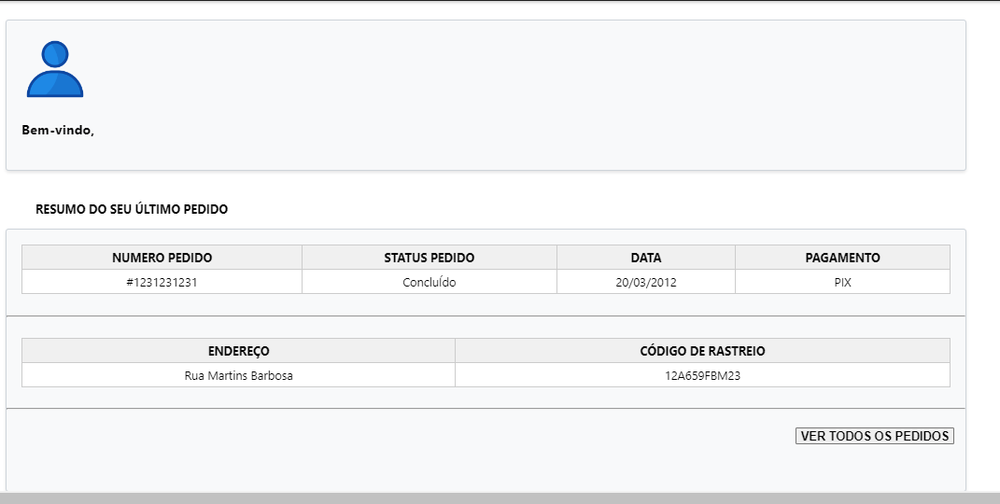 Bem-vindo,
RESUMO DO SEU ÚLTIMO PEDIDO
NUMERO PEDIDO STATUS PEDIDO DATA PAGAMENTO
#1231231231 ConcluÍdo 20/03/2012 PIX
ENDEREÇO CÓDIGO DE RASTREIO
Rua Martins Barbosa 12A659FBM23
VER TODOS OS PEDIDOS